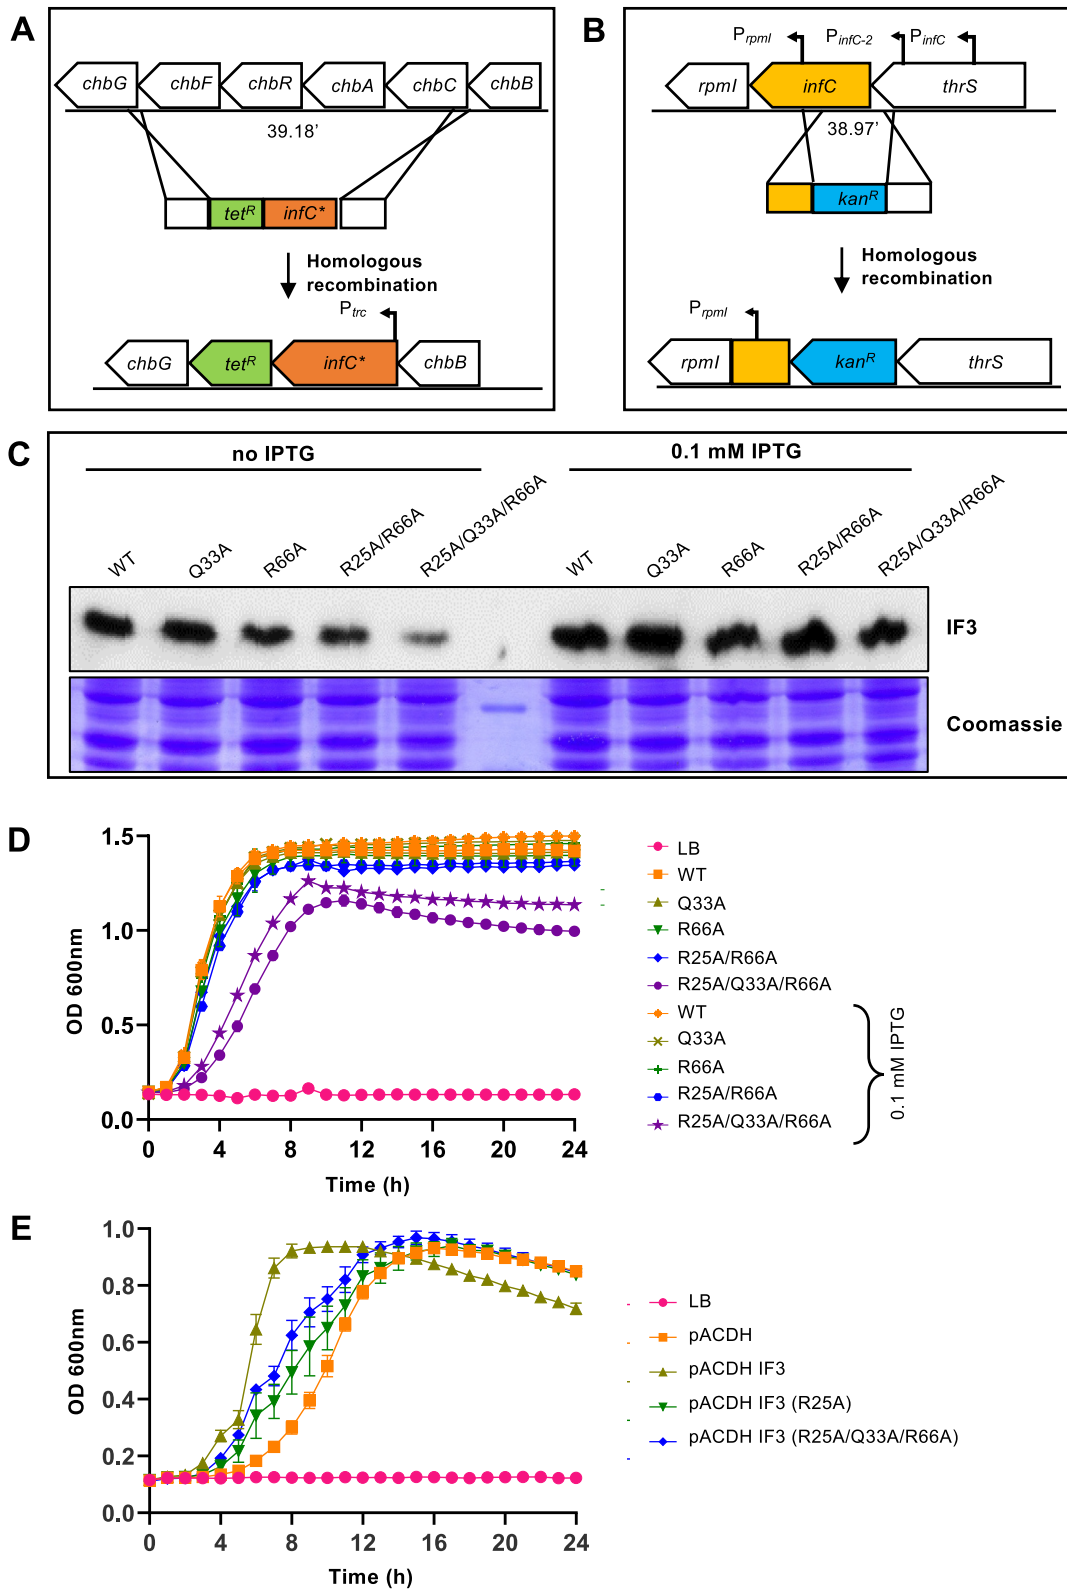 A
chbG chbF chbR chbA chbC chbB
39.18'
tetR infC*
Homologous
recombination
Ptrc
chbG tetR infC* chbB
B
PrpmI PinfC-2 PinfC
rpmI infC thrS
38.97'
kanR
Homologous
recombination
PrpmI
rpmI kanR thrS
C
no IPTG 0.1 mM IPTG
WT Q33A R66A R25A/R66A R25A/Q33A/R66A WT Q33A R66A R25A/R66A R25A/Q33A/R66A
IF3
Coomassie
D
OD 600nm
1.5
1.0
0.5
0.0
0 4 8 12 16 20 24
Time (h)
LB
WT
Q33A
R66A
R25A/R66A
R25A/Q33A/R66A
WT
Q33A
R66A
R25A/R66A
R25A/Q33A/R66A
0.1 mM IPTG
E
OD 600nm
1.0
0.8
0.6
0.4
0.2
0.0
0 4 8 12 16 20 24
Time (h)
LB
pACDH
pACDH IF3
pACDH IF3 (R25A)
pACDH IF3 (R25A/Q33A/R66A)